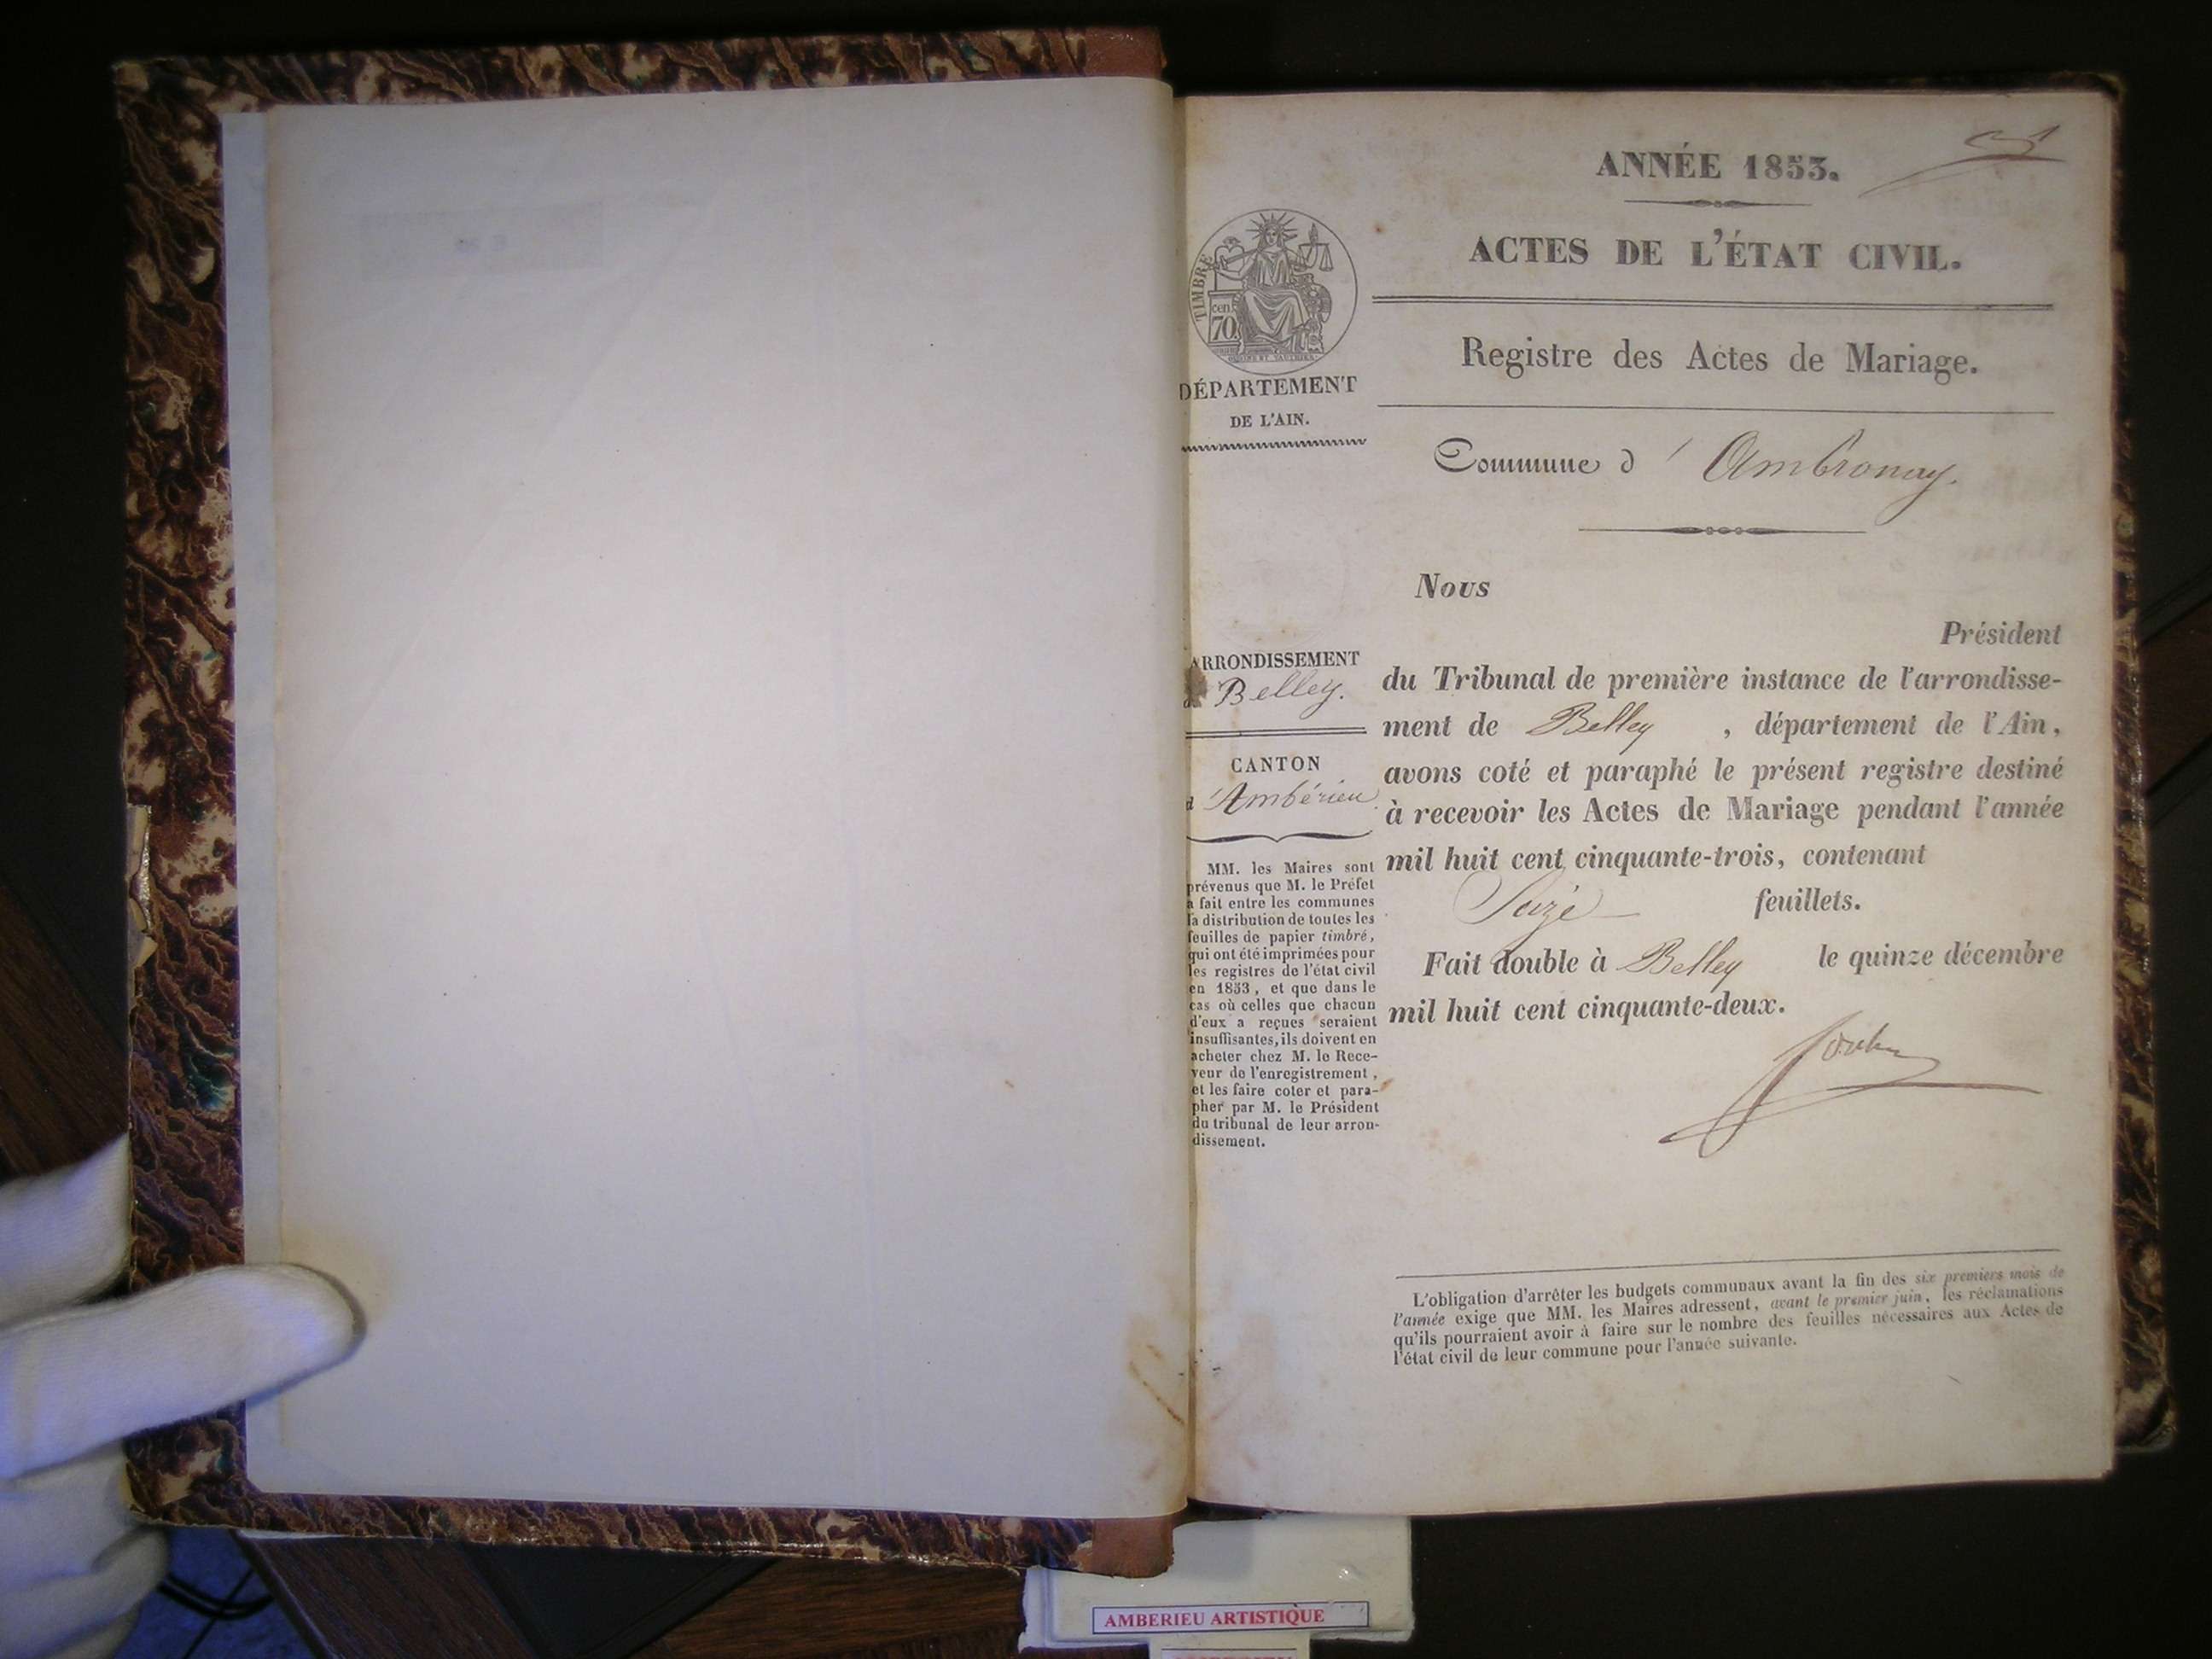 ANNÉE 1853.
ACTES DE L'ÉTAT CIVIL.
Registre des Actes de Mariage.
TIMBRE
cen.
70
DÉPARTEMENT
DE L'AIN.
Commune d' Ambronay.
ARRONDISSEMENT
Belley.
CANTON
d'Ambérieu.
MM. les Maires sont
prévenus que M. le Préfet
a fait entre les communes
la distribution de toutes les
feuilles de papier timbré,
qui ont été imprimées pour
les registres de l'état civil
en 1853, et que dans le
cas où celles que chacun
d'eux a reçues seraient
insuffisantes, ils doivent en
acheter chez M. le Rece-
veur de l'enregistrement,
et les faire coter et para-
pher par M. le Président
du tribunal de leur arron-
dissement.
Nous
Président
du Tribunal de première instance de l'arrondisse-
ment de Belley , département de l'Ain,
avons coté et paraphé le présent registre destiné
à recevoir les Actes de Mariage pendant l'année
mil huit cent cinquante-trois, contenant
Seize feuillets.
Fait double à Belley le quinze décembre
mil huit cent cinquante-deux.
L'obligation d'arrêter les budgets communaux avant la fin des six premiers mois de
l'année exige que MM. les Maires adressent, avant le premier juin, les réclamations
qu'ils pourraient avoir à faire sur le nombre des feuilles nécessaires aux Actes de
l'état civil de leur commune pour l'année suivante.
AMBERIEU ARTISTIQUE